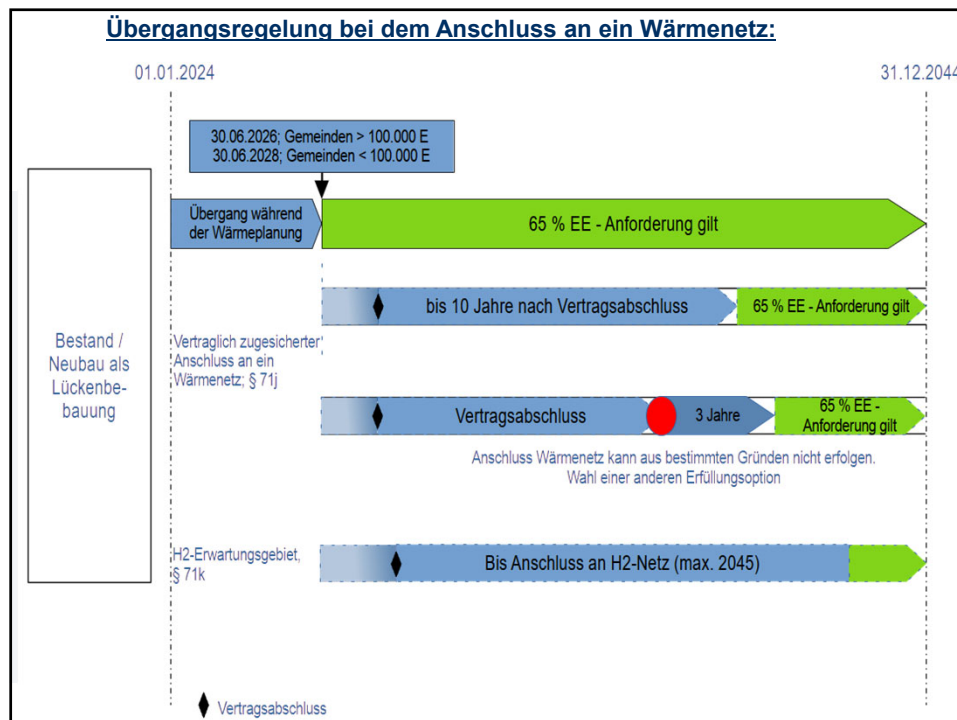 Übergangsregelung bei dem Anschluss an ein Wärmenetz:
01.01.2024
31.12.2044
30.06.2026; Gemeinden > 100.000 E
30.06.2028; Gemeinden < 100.000 E
Übergang während
der Wärmeplanung
65 % EE - Anforderung gilt
bis 10 Jahre nach Vertragsabschluss
65 % EE - Anforderung gilt
Bestand /
Neubau als
Lückenbe-
bauung
Vertraglich zugesicherter
Anschluss an ein
Wärmenetz; § 71j
Vertragsabschluss
3 Jahre
65 % EE -
Anforderung gilt
Anschluss Wärmenetz kann aus bestimmten Gründen nicht erfolgen.
Wahl einer anderen Erfüllungsoption
H2-Erwartungsgebiet,
§ 71k
Bis Anschluss an H2-Netz (max. 2045)
Vertragsabschluss